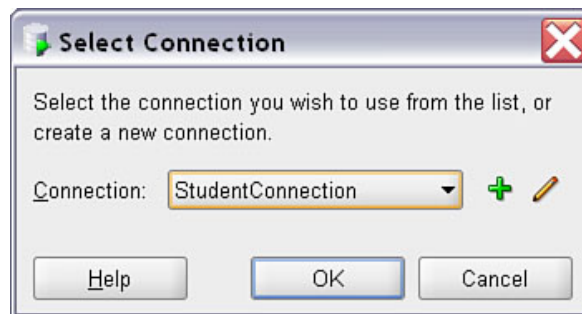 Select Connection
Select the connection you wish to use from the list, or
create a new connection.
Connection: StudentConnection
Help OK Cancel